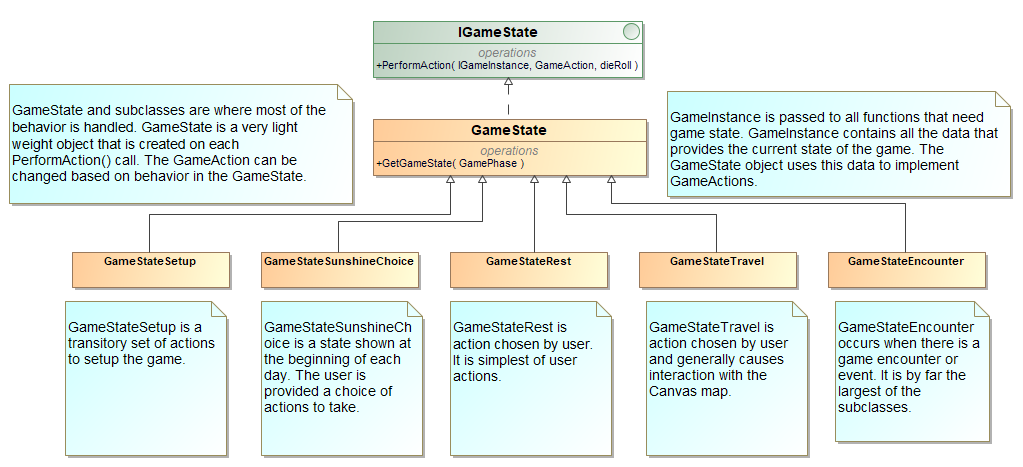 IGameState
operations
+PerformAction( IGameInstance, GameAction, dieRoll )
GameState and subclasses are where most of the
behavior is handled. GameState is a very light
weight object that is created on each
PerformAction() call. The GameAction can be
changed based on behavior in the GameState.
GameState
operations
+GetGameState( GamePhase )
GameInstance is passed to all functions that need
game state. GameInstance contains all the data that
provides the current state of the game. The
GameState object uses this data to implement
GameActions.
GameStateSetup
GameStateSunshineChoice
GameStateRest
GameStateTravel
GameStateEncounter
GameStateSetup is a
transitory set of actions
to setup the game.
GameStateSunshineCh
oice is a state shown at
the beginning of each
day. The user is
provided a choice of
actions to take.
GameStateRest is
action chosen by user.
It is simplest of user
actions.
GameStateTravel is
action chosen by user
and generally causes
interaction with the
Canvas map.
GameStateEncounter
occurs when there is a
game encounter or
event. It is by far the
largest of the
subclasses.